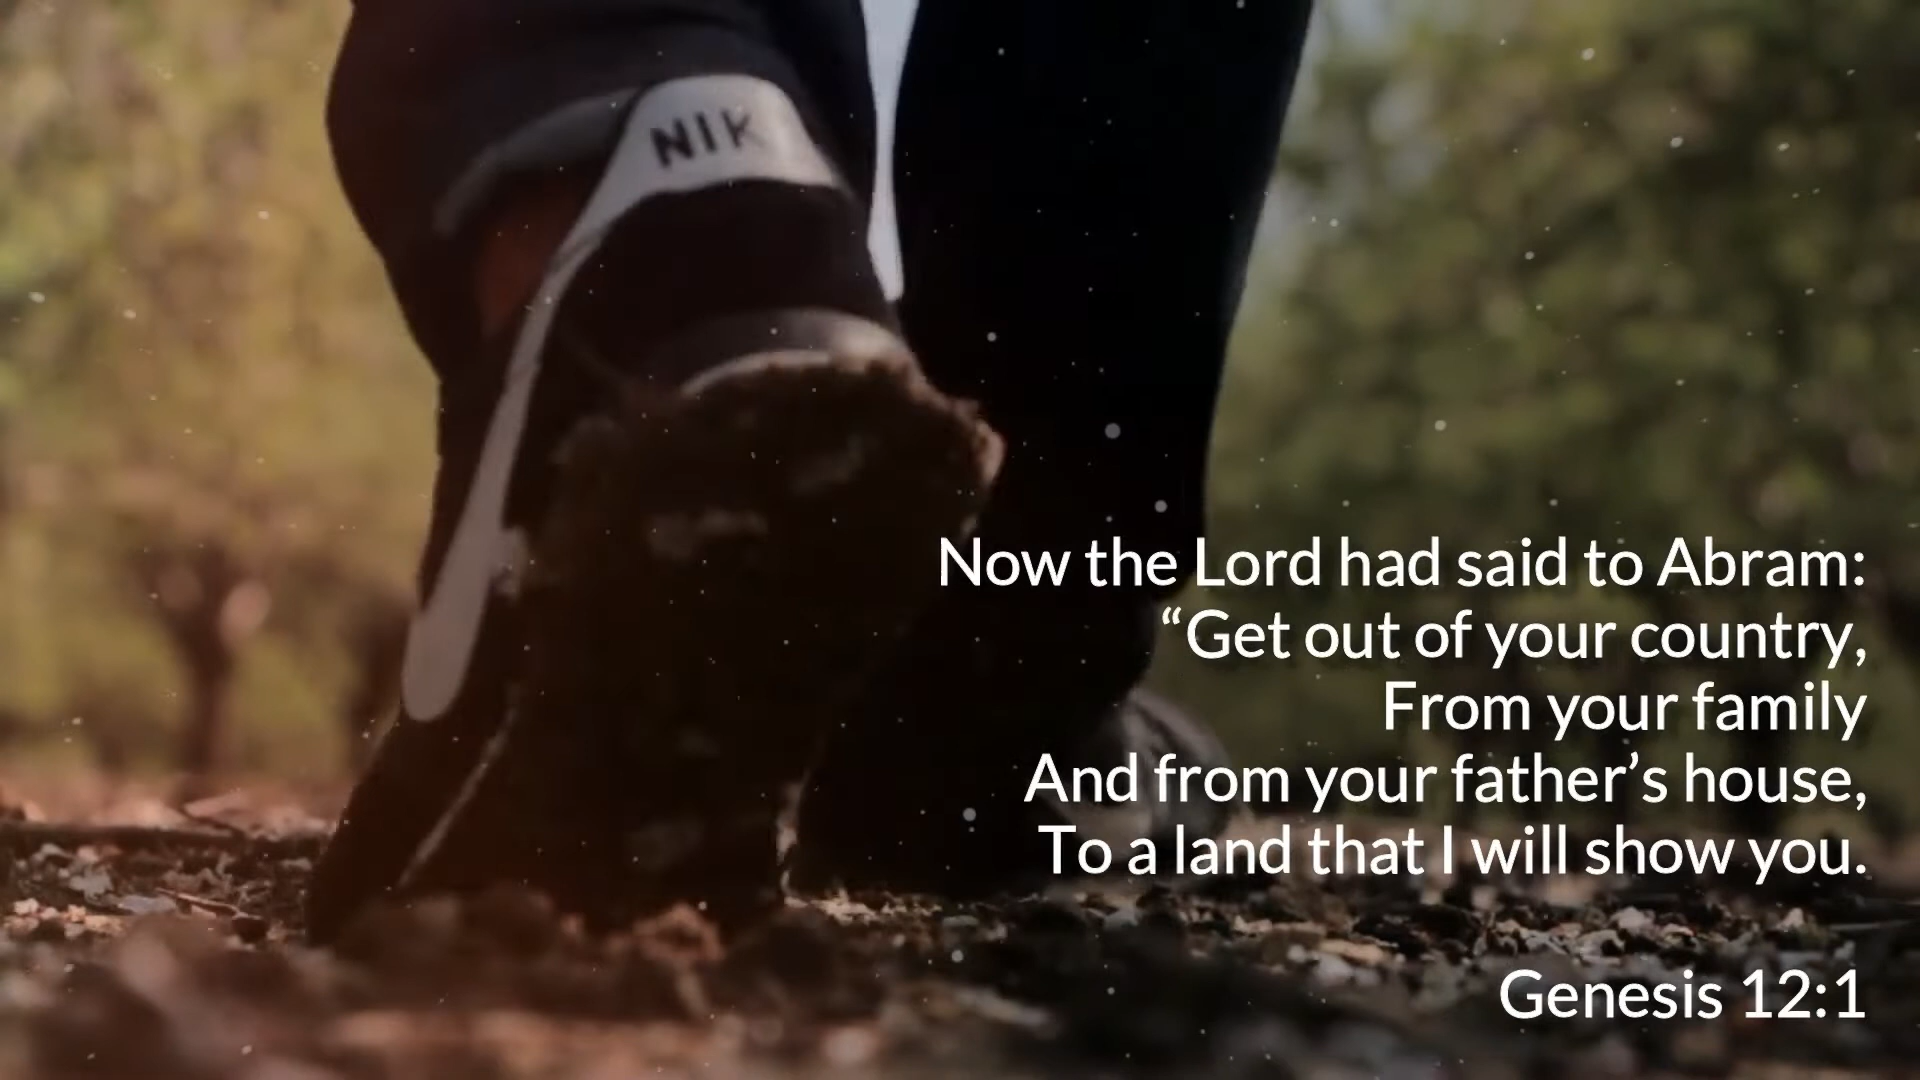 NIK
Now the Lord had said to Abram:
“Get out of your country,
From your family
And from your father’s house,
To a land that I will show you.
Genesis 12:1